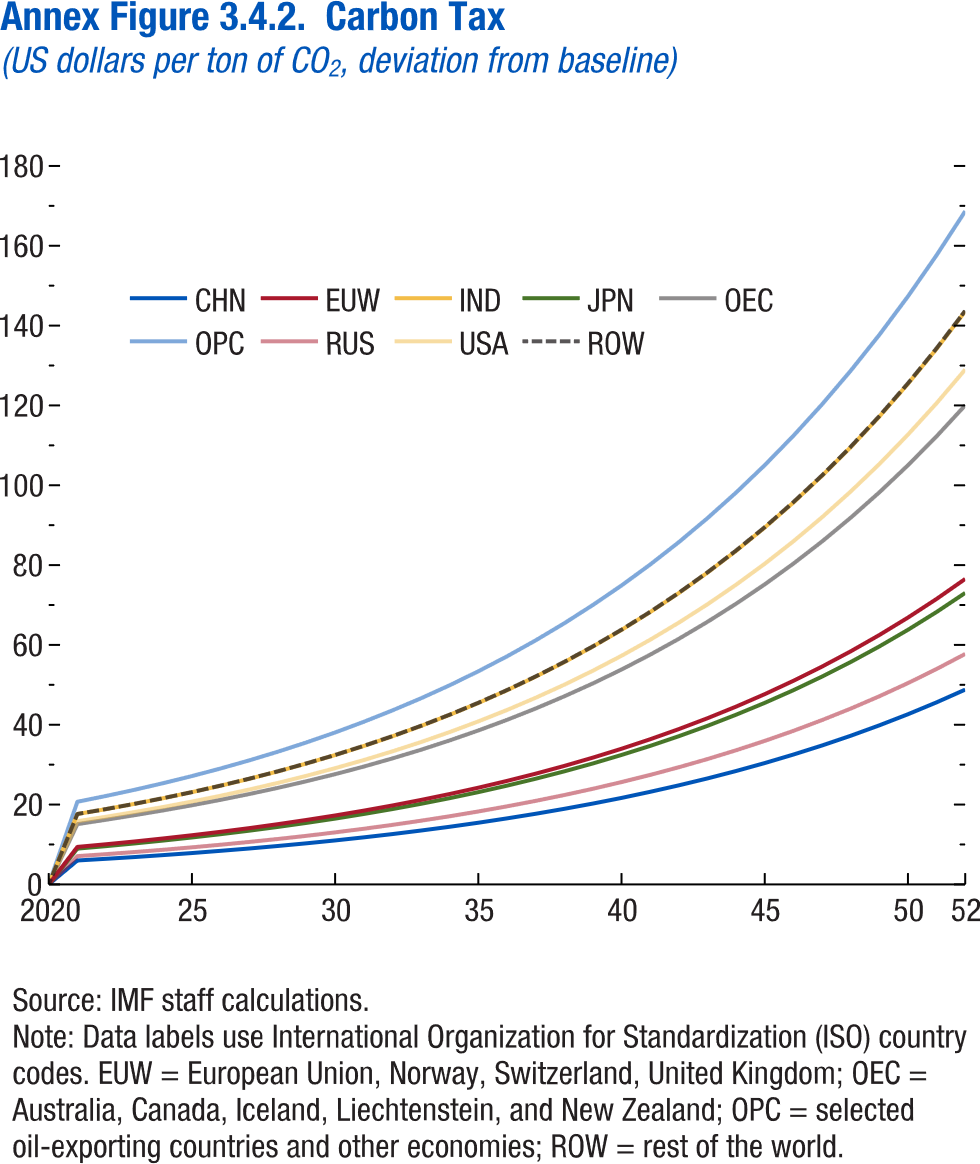 Annex Figure 3.4.2. Carbon Tax
(US dollars per ton of CO₂, deviation from baseline)
180
160
140
120
100
80
60
40
20
0
CHN EUW IND JPN OEC
OPC RUS USA ROW
2020 25 30 35 40 45 50 52
Source: IMF staff calculations.
Note: Data labels use International Organization for Standardization (ISO) country
codes. EUW = European Union, Norway, Switzerland, United Kingdom; OEC =
Australia, Canada, Iceland, Liechtenstein, and New Zealand; OPC = selected
oil-exporting countries and other economies; ROW = rest of the world.